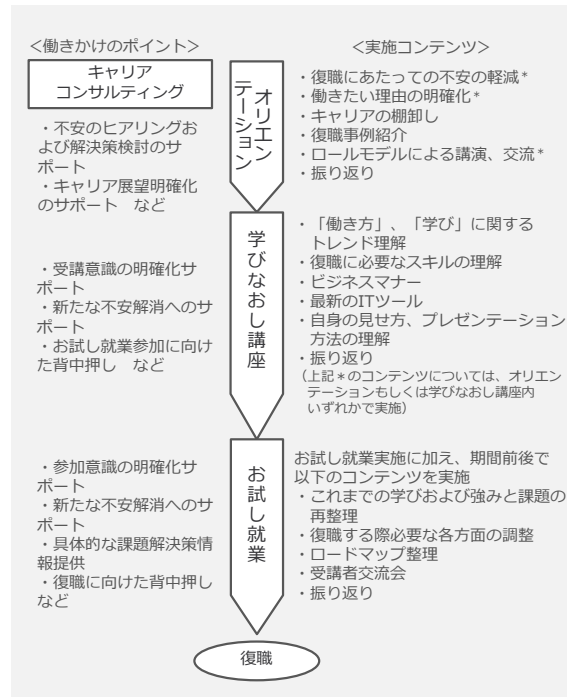 <働きかけのポイント>
<実施コンテンツ>
キャリア
コンサルティング
・不安のヒアリングお
よび解決策検討のサ
ポート
・キャリア展望明確化
のサポート　など
オリエン
テーション
・復職にあたっての不安の軽減*
・働きたい理由の明確化*
・キャリアの棚卸し
・復職事例紹介
・ロールモデルによる講演、交流*
・振り返り
・受講意識の明確化サ
ポート
・新たな不安解消へのサ
ポート
・お試し就業参加に向け
た背中押し　など
学びなおし講座
・「働き方」、「学び」に関する
トレンド理解
・復職に必要なスキルの理解
・ビジネスマナー
・最新のITツール
・自身の見せ方、プレゼンテーション
方法の理解
・振り返り
（上記＊のコンテンツについては、オリエン
テーションもしくは学びなおし講座内
いずれかで実施）
・参加意識の明確化サ
ポート
・新たな不安解消へのサ
ポート
・具体的な課題解決策情
報提供
・復職に向けた背中押し
など
お試し就業
お試し就業実施に加え、期間前後で
以下のコンテンツを実施
・これまでの学びおよび強みと課題の
再整理
・復職する際必要な各方面の調整
・ロードマップ整理
・受講者交流会
・振り返り
復職